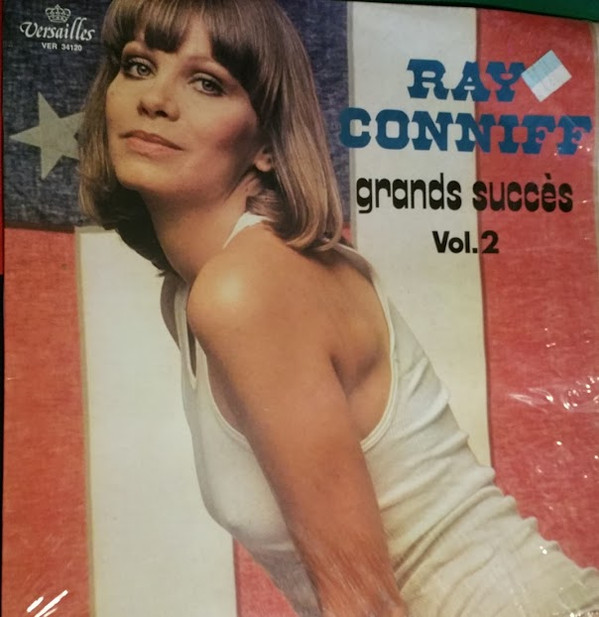 Versailles
VER 34120
RAY
CONNIFF
grands succès
Vol.2